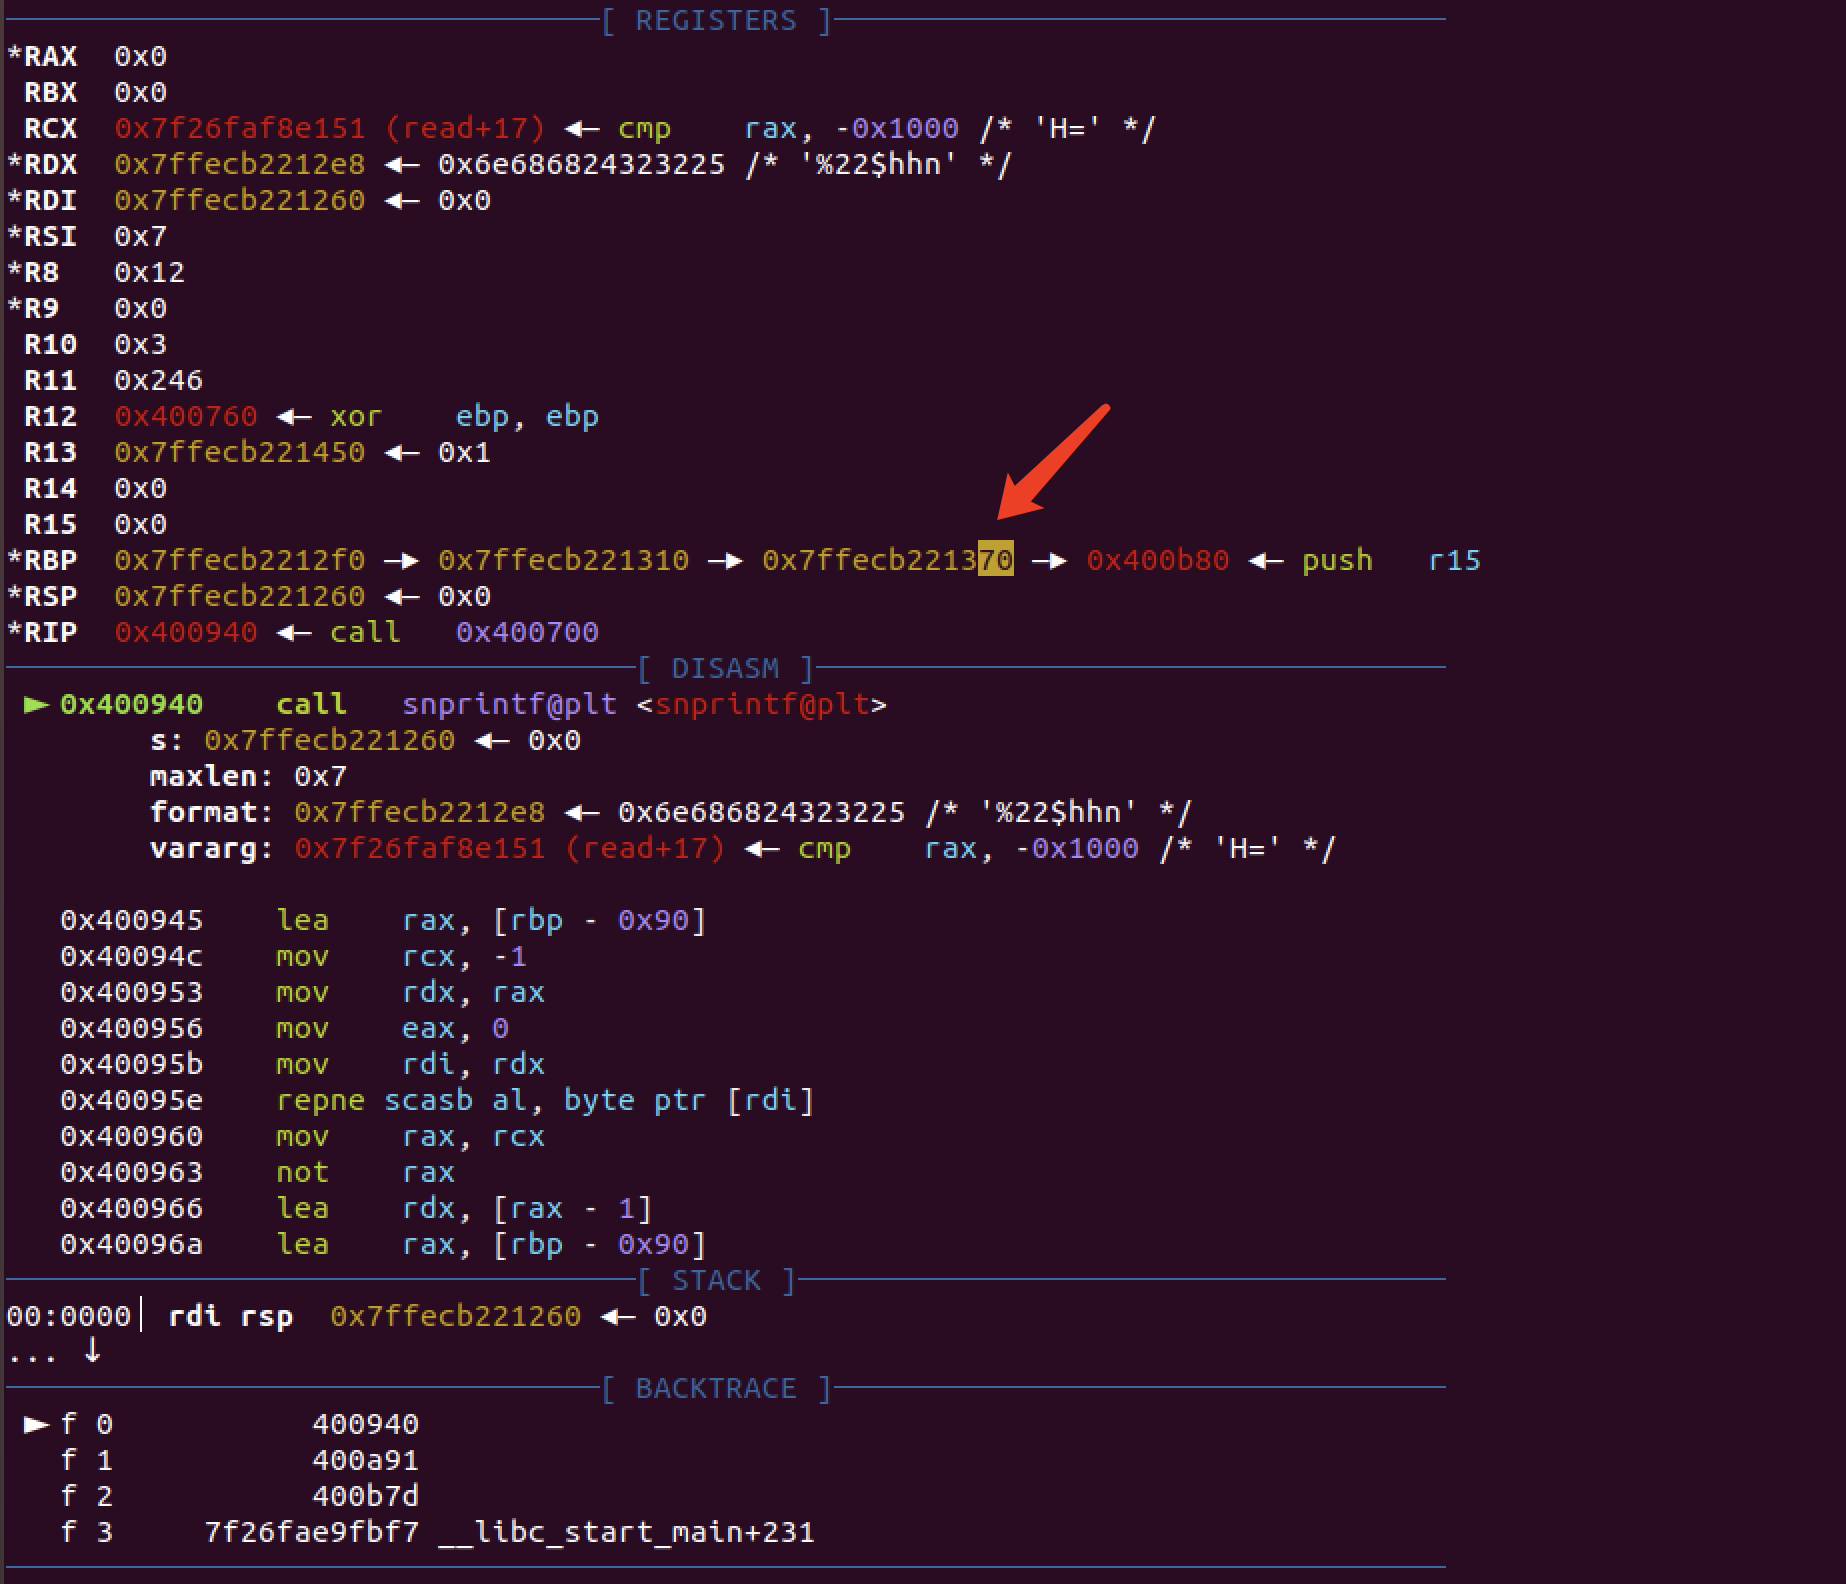 [ REGISTERS ]
*RAX  0x0
 RBX  0x0
 RCX  0x7f26faf8e151 (read+17) ◂— cmp    rax, -0x1000 /* 'H=' */
*RDX  0x7ffecb2212e8 ◂— 0x6e686824323225 /* '%22$hhn' */
*RDI  0x7ffecb221260 ◂— 0x0
*RSI  0x7
*R8   0x12
*R9   0x0
 R10  0x3
 R11  0x246
 R12  0x400760 ◂— xor    ebp, ebp
 R13  0x7ffecb221450 ◂— 0x1
 R14  0x0
 R15  0x0
*RBP  0x7ffecb2212f0 —▸ 0x7ffecb221310 —▸ 0x7ffecb221370 —▸ 0x400b80 ◂— push   r15
*RSP  0x7ffecb221260 ◂— 0x0
*RIP  0x400940 ◂— call   0x400700
[ DISASM ]
 ► 0x400940    call   snprintf@plt <snprintf@plt>
        s: 0x7ffecb221260 ◂— 0x0
        maxlen: 0x7
        format: 0x7ffecb2212e8 ◂— 0x6e686824323225 /* '%22$hhn' */
        vararg: 0x7f26faf8e151 (read+17) ◂— cmp    rax, -0x1000 /* 'H=' */
   0x400945    lea    rax, [rbp - 0x90]
   0x40094c    mov    rcx, -1
   0x400953    mov    rdx, rax
   0x400956    mov    eax, 0
   0x40095b    mov    rdi, rdx
   0x40095e    repne scasb al, byte ptr [rdi]
   0x400960    mov    rax, rcx
   0x400963    not    rax
   0x400966    lea    rdx, [rax - 1]
   0x40096a    lea    rax, [rbp - 0x90]
[ STACK ]
00:0000│ rdi rsp  0x7ffecb221260 ◂— 0x0
... ↓
[ BACKTRACE ]
 ► f 0           400940
   f 1           400a91
   f 2           400b7d
   f 3     7f26fae9fbf7 __libc_start_main+231